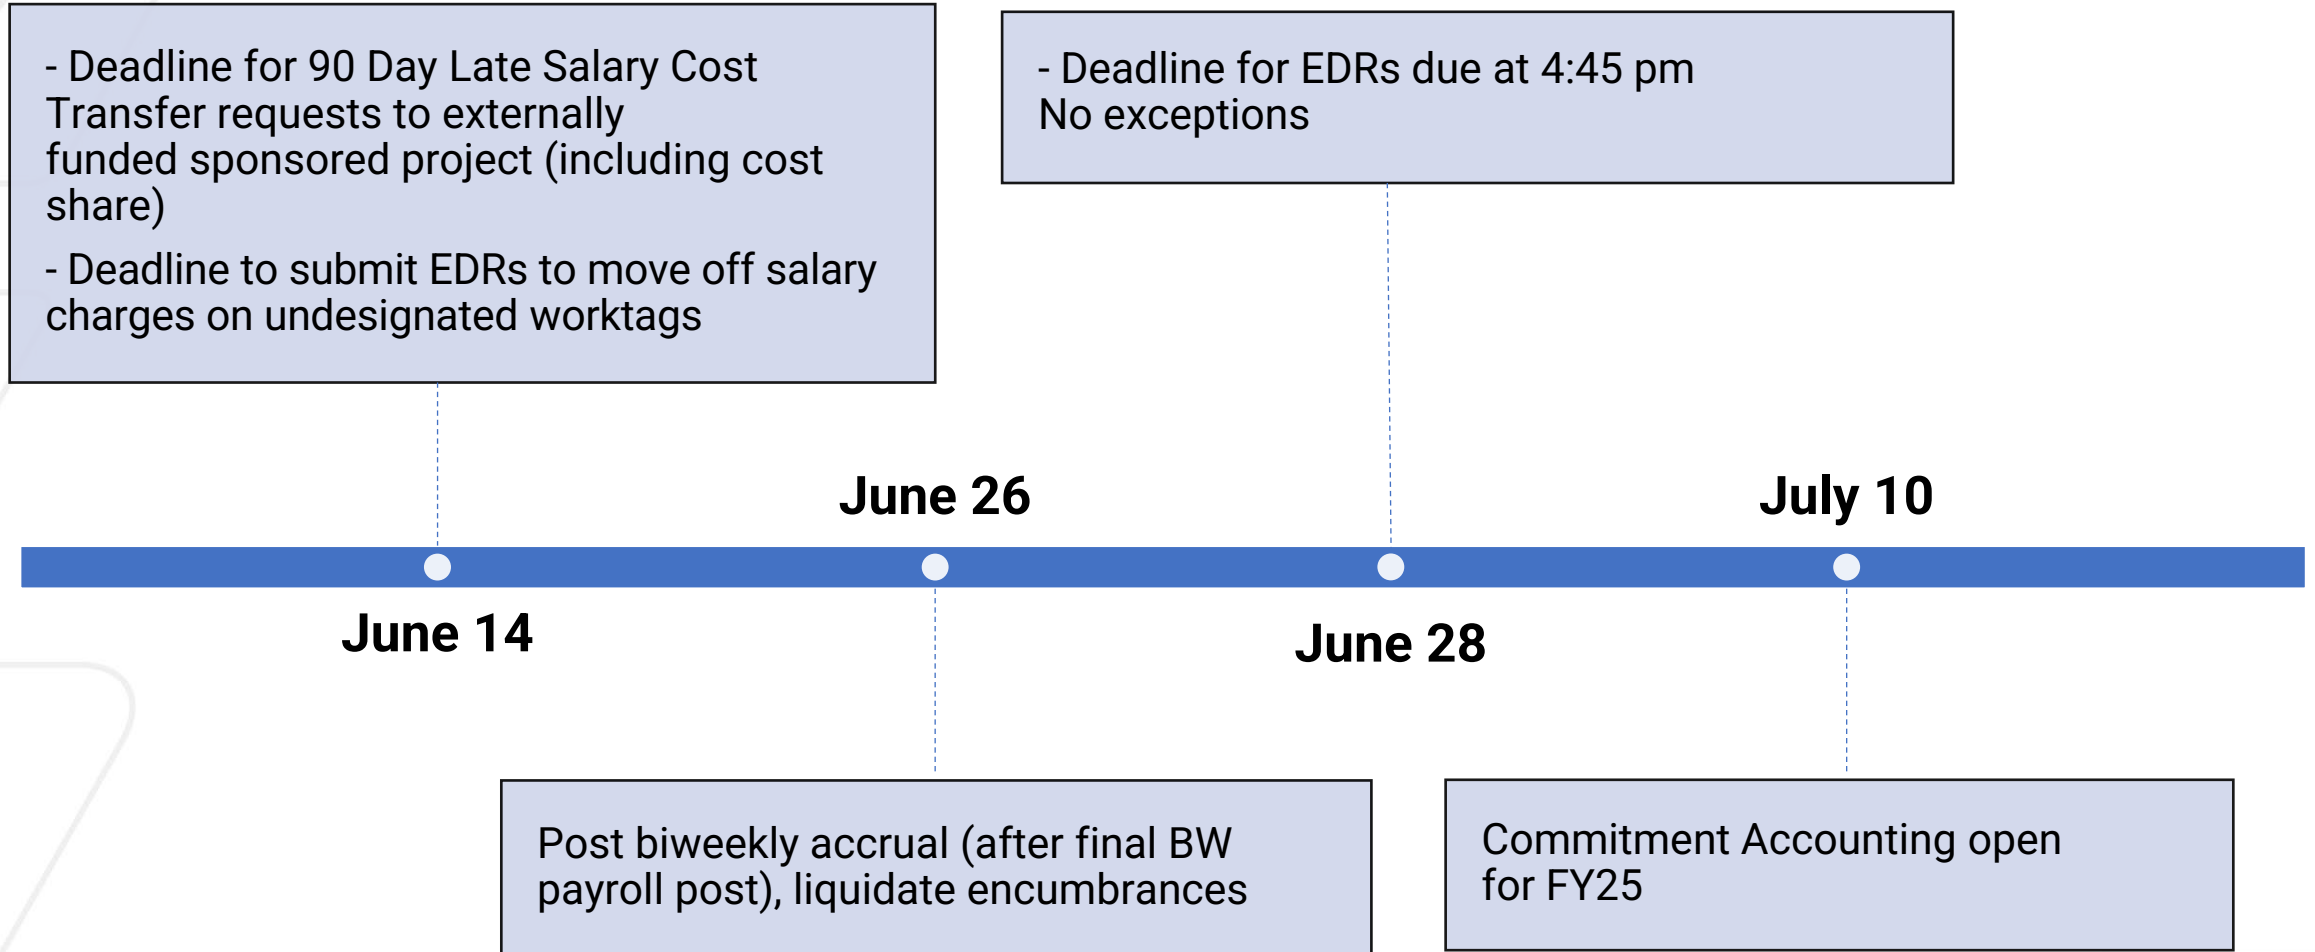 - Deadline for 90 Day Late Salary Cost
Transfer requests to externally
funded sponsored project (including cost
share)
- Deadline to submit EDRs to move off salary
charges on undesignated worktags
- Deadline for EDRs due at 4:45 pm
No exceptions
June 26
July 10
June 14
June 28
Post biweekly accrual (after final BW
payroll post), liquidate encumbrances
Commitment Accounting open
for FY25